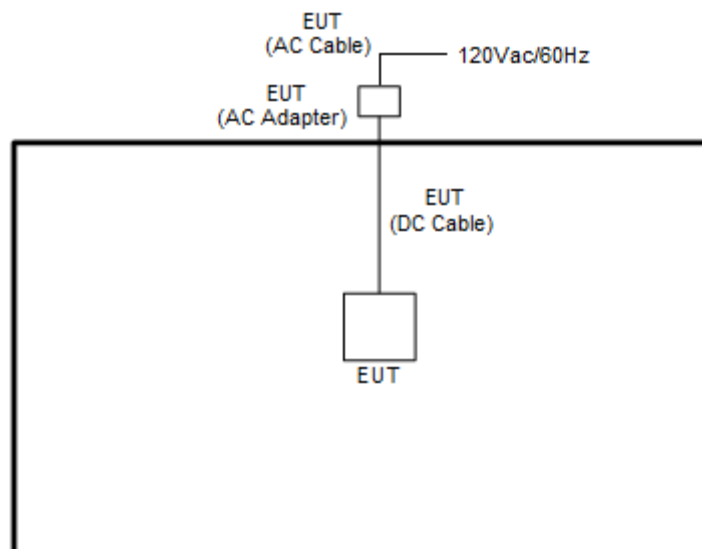 EUT
(AC Cable)
120Vac/60Hz
EUT
(AC Adapter)
EUT
(DC Cable)
EUT